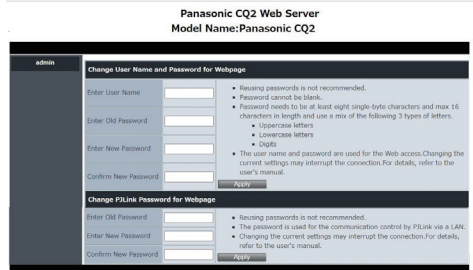 Panasonic CQ2 Web Server
Model Name:Panasonic CQ2
admin
Change User Name and Password for Webpage
Enter User Name
Enter Old Password
Enter New Password
Confirm New Password
Reusing passwords is not recommended.
Password cannot be blank.
Password needs to be at least eight single-byte characters and max 16
characters in length and use a mix of the following 3 types of letters.
Uppercase letters
Lowercase letters
Digits
The user name and password are used for the Web access.Changing the
current settings may interrupt the connection.For details, refer to the
user's manual.
Apply
Change PJLink Password for Webpage
Enter Old Password
Enter New Password
Confirm New Password
Reusing passwords is not recommended.
The password is used for the communication control by PJLink via a LAN.
Changing the current settings may interrupt the connection.For details,
refer to the user's manual.
Apply